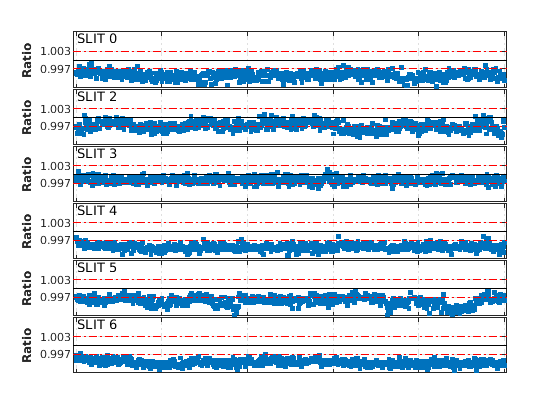 SLIT 0
1.003
0.997
Ratio
SLIT 2
1.003
0.997
Ratio
SLIT 3
1.003
0.997
Ratio
SLIT 4
1.003
0.997
Ratio
SLIT 5
1.003
0.997
Ratio
SLIT 6
1.003
0.997
Ratio